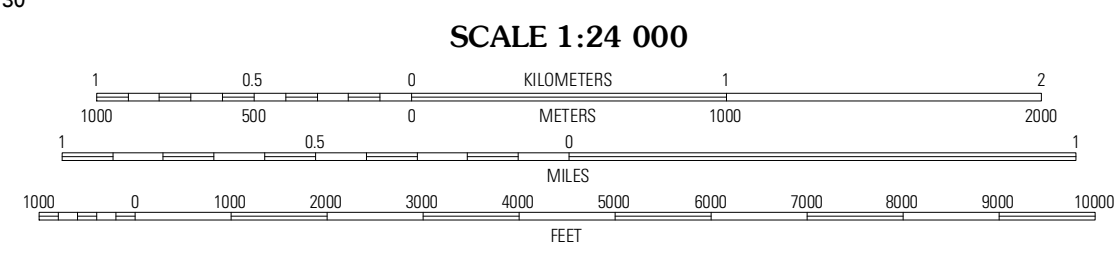 30
SCALE 1:24 000
1 0.5 0 KILOMETERS 1 2
1000 500 0 METERS 1000 2000
1 0.5 0 1
MILES
1000 0 1000 2000 3000 4000 5000 6000 7000 8000 9000 10000
FEET